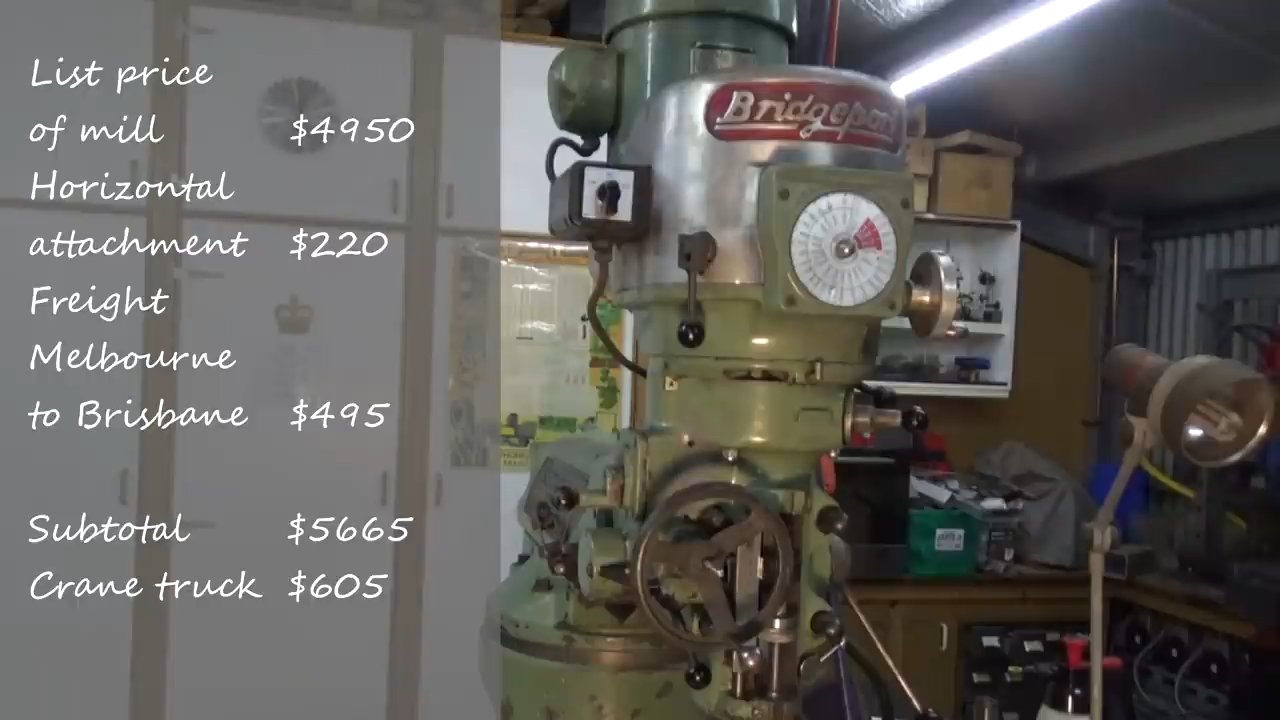 List price
of mill $4950
Horizontal
attachment $220
Freight
Melbourne
to Brisbane $495
Subtotal $5665
Crane truck $605
Bridgeport